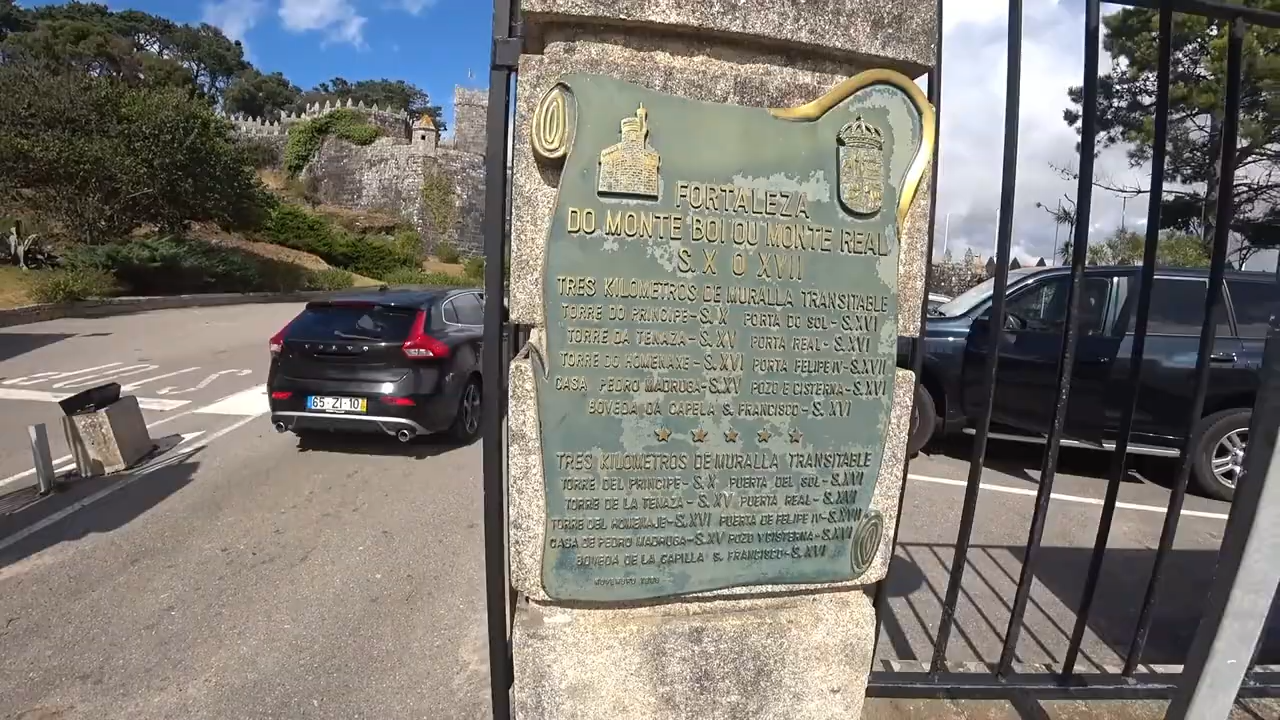 FORTALEZA
DO MONTE BOI OU MONTE REAL
S. X O XVII
TRES KILOMETROS DE MURALLA TRANSITABLE
TORRE DO PRINCIPE-S. X PORTA DO SOL-S.XVI
TORRE DA TENAZA-S.XV PORTA REAL-S.XVI
TORRE DO HOMENAXE-S.XVI PORTA FELIPE IV-S.XVII
CASA PEDRO MADRUGA-S.XV POZO E CISTERNA-S.XVI
BOVEDA DA CAPELA S. FRANCISCO-S. XVI
TRES KILOMETROS DE MURALLA TRANSITABLE
TORRE DEL PRINCIPE-S. X PUERTA DEL SOL-S.XVI
TORRE DE LA TENAZA-S. XV PUERTA REAL-S.XVI
TORRE DEL HOMENAJE-S.XVI PUERTA DE FELIPE IV-S.XVII
CASA DE PEDRO MADRUGA-S.XV POZO Y CISTERNA-S.XVI
BOVEDA DE LA CAPILLA S. FRANCISCO-S. XVI
VOLVO
65-ZI-10